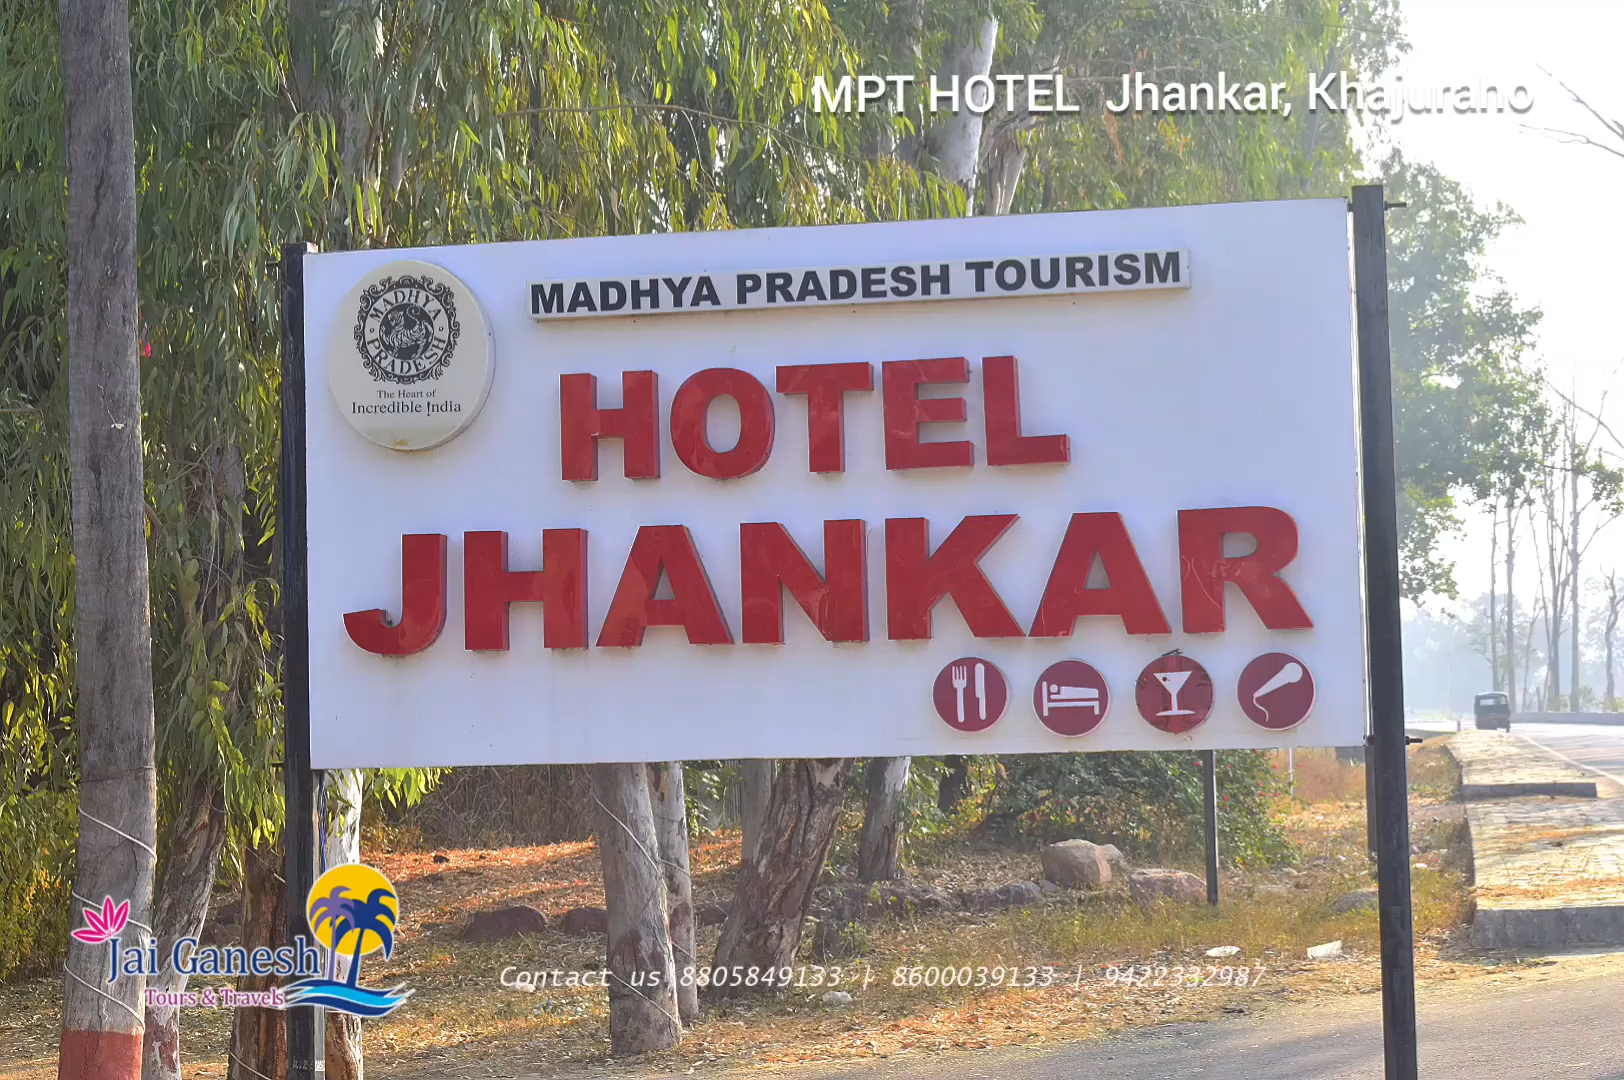 MPT HOTEL Jhankar, Khajuraho
MADHYA PRADESH TOURISM
MADHYA
PRADESH
The Heart of
Incredible !ndia
HOTEL
JHANKAR
Jai Ganesh
Tours & Travels
Contact us 8805849133 | 8600039133 | 9422332987